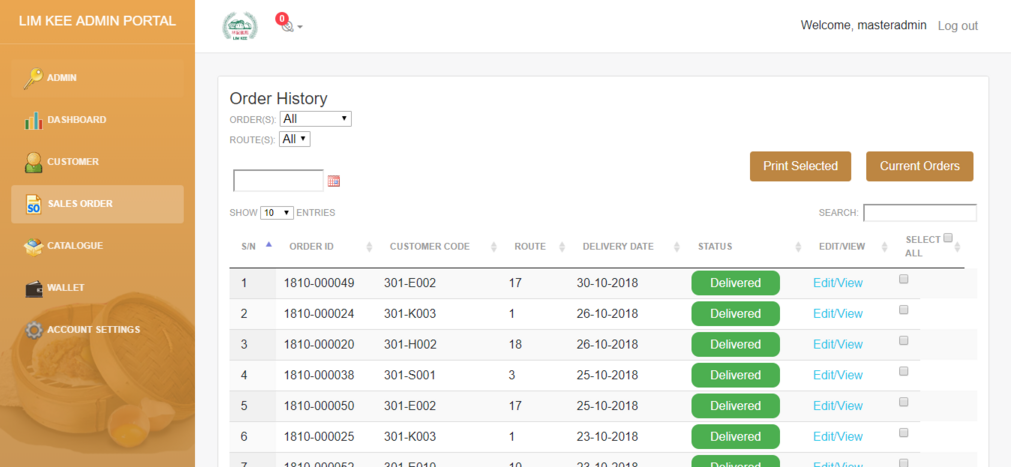 LIM KEE ADMIN PORTAL
ADMIN
DASHBOARD
CUSTOMER
SO
SALES ORDER
CATALOGUE
WALLET
ACCOUNT SETTINGS
LIM KEE
0
Welcome, masteradmin Log out
Order History
ORDER(S): All
ROUTE(S): All
Print Selected Current Orders
SHOW 10 ENTRIES SEARCH:
S/N ORDER ID CUSTOMER CODE ROUTE DELIVERY DATE STATUS EDIT/VIEW SELECT ALL
1 1810-000049 301-E002 17 30-10-2018 Delivered Edit/View
2 1810-000024 301-K003 1 26-10-2018 Delivered Edit/View
3 1810-000020 301-H002 18 26-10-2018 Delivered Edit/View
4 1810-000038 301-S001 3 25-10-2018 Delivered Edit/View
5 1810-000050 301-E002 17 25-10-2018 Delivered Edit/View
6 1810-000025 301-K003 1 23-10-2018 Delivered Edit/View
7 1810-000052 301-E010 19 23-10-2018 Delivered Edit/View